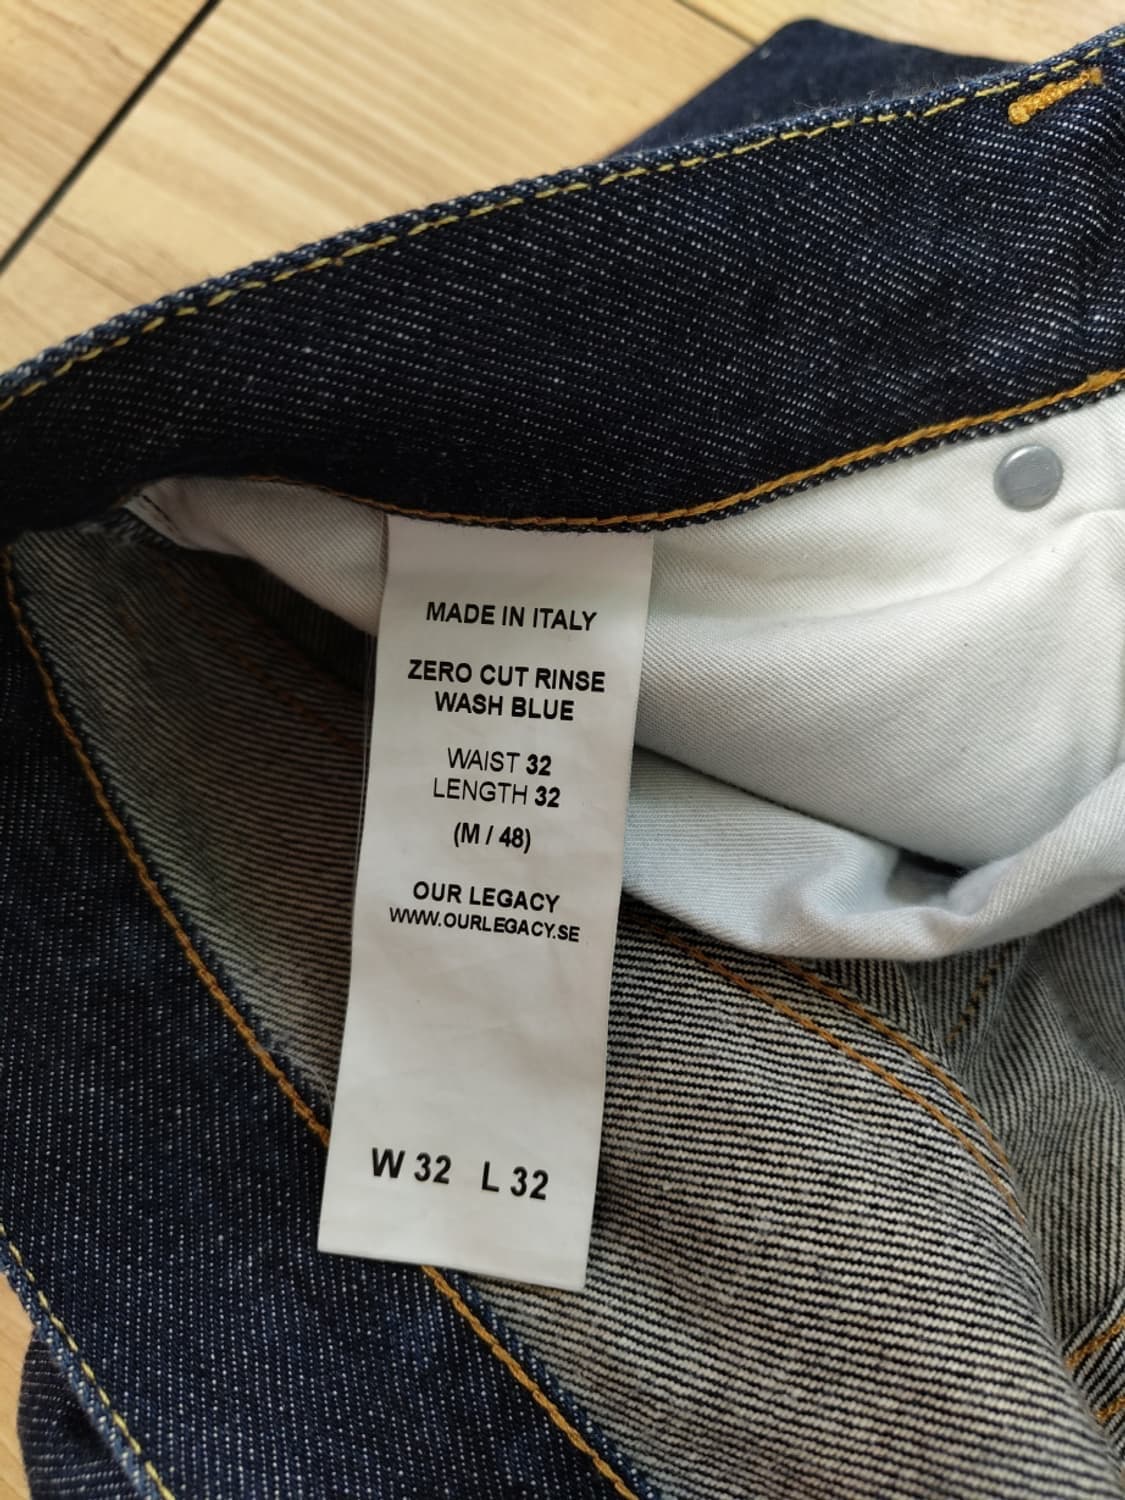 MADE IN ITALY
ZERO CUT RINSE
WASH BLUE
WAIST 32
LENGTH 32
(M / 48)
OUR LEGACY
WWW.OURLEGACY.SE
W 32 L 32